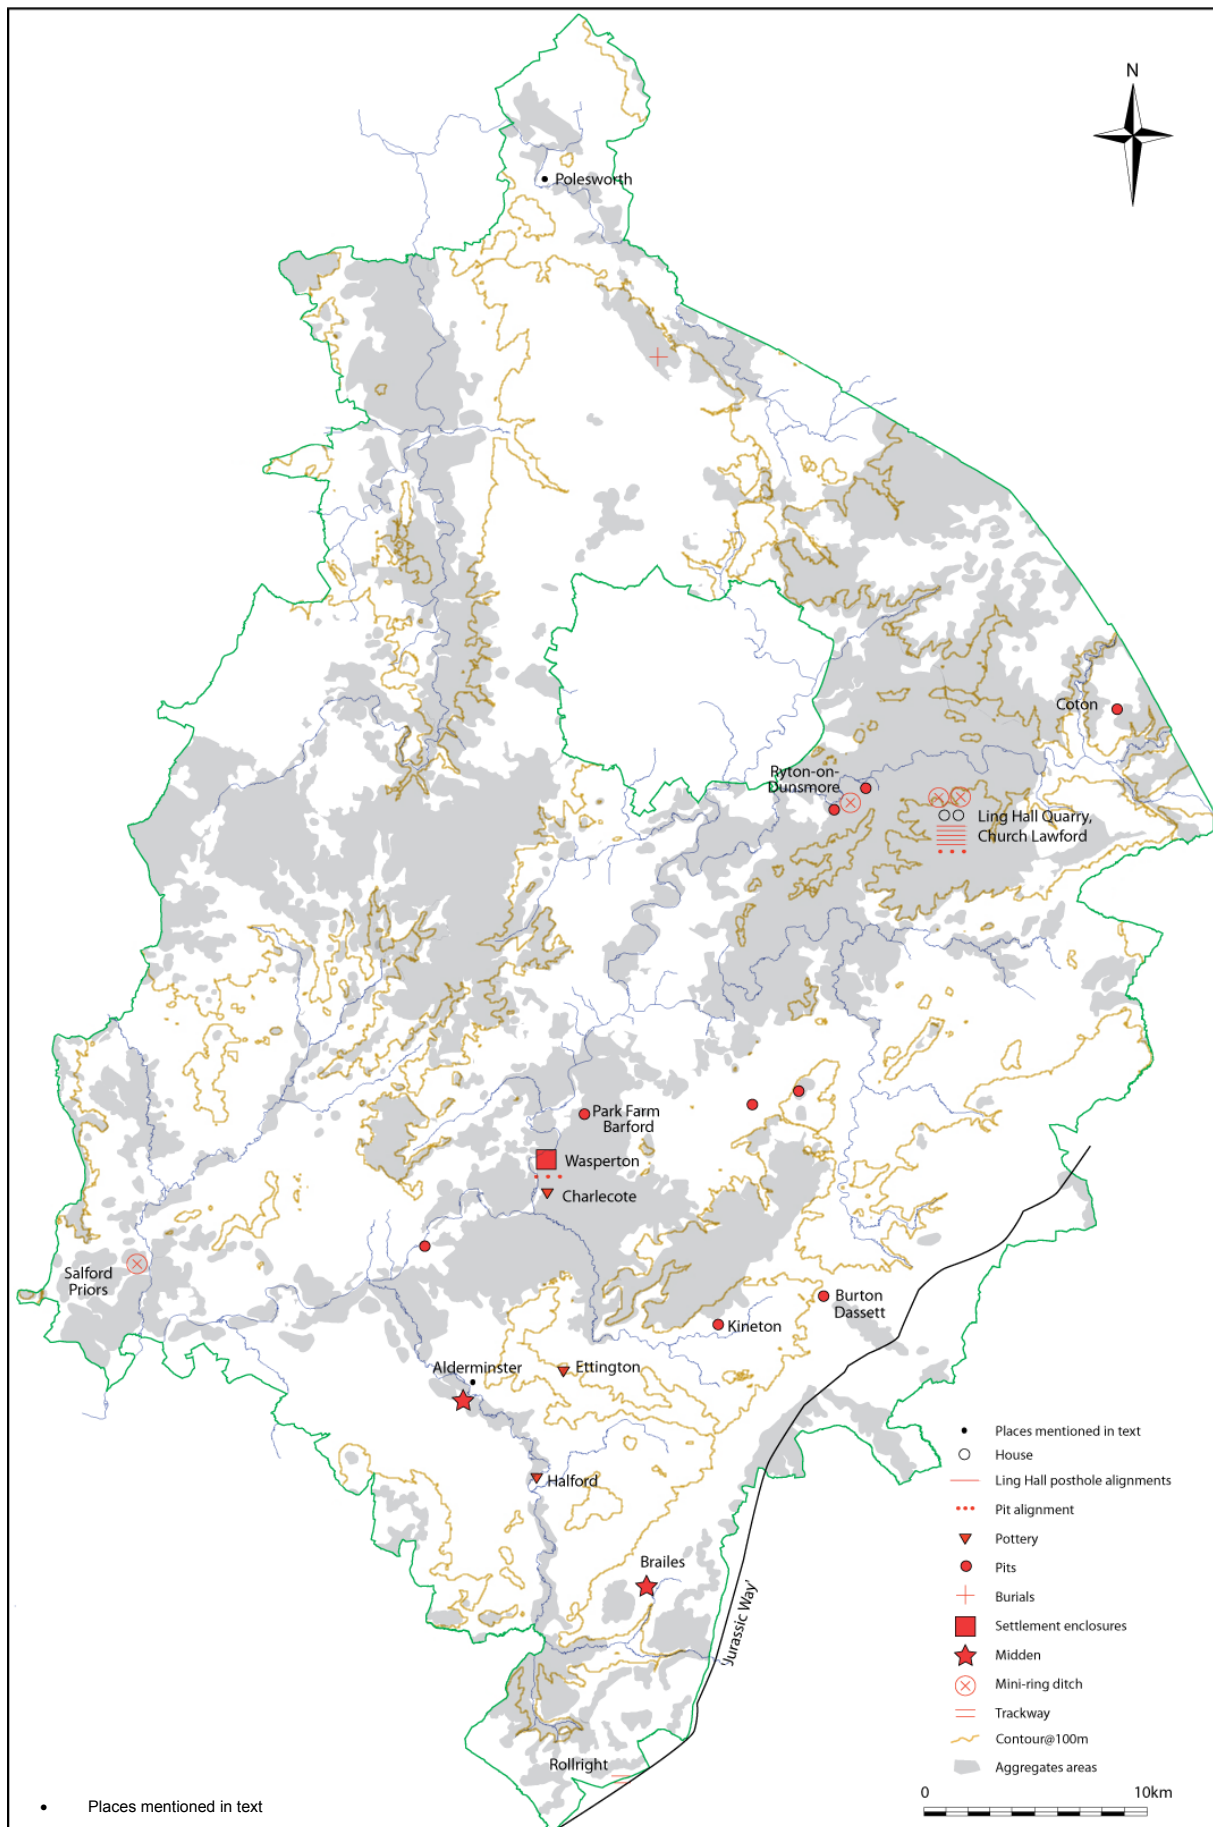 N
Polesworth
Coton
Ryton-on-
Dunsmore
Ling Hall Quarry,
Church Lawford
Park Farm
Barford
Wasperton
Charlecote
Salford
Priors
Burton
Dassett
Kineton
Alderminster
Ettington
Halford
Brailes
'Jurassic Way'
Rollright
Places mentioned in text
House
Ling Hall posthole alignments
Pit alignment
Pottery
Pits
Burials
Settlement enclosures
Midden
Mini-ring ditch
Trackway
Contour@100m
Aggregates areas
0 10km
Places mentioned in text